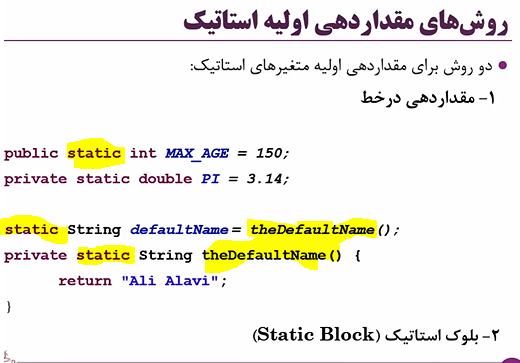 روش‌های مقداردهی اولیه استاتیک
● دو روش برای مقداردهی اولیه متغیرهای استاتیک:
۱- مقداردهی درخط
public static int MAX_AGE = 150;
private static double PI = 3.14;
static String defaultName = theDefaultName();
private static String theDefaultName() {
return "Ali Alavi";
}
۲- بلوک استاتیک (Static Block)